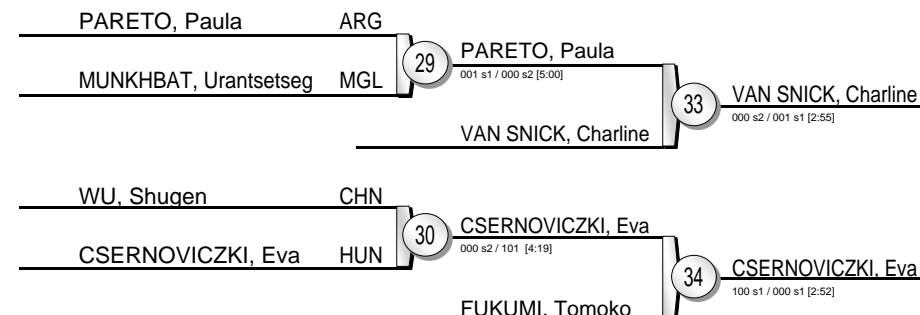 PARETO, Paula ARG
29
PARETO, Paula
001 s1 / 000 s2 [5:00]
MUNKHBAT, Urantsetseg MGL
33
VAN SNICK, Charline
000 s2 / 001 s1 [2:55]
VAN SNICK, Charline
WU, Shugen CHN
30
CSERNOVICZKI, Eva
000 s2 / 101 [4:19]
CSERNOVICZKI, Eva HUN
34
CSERNOVICZKI, Eva
100 s1 / 000 s1 [2:52]
FUKUMI, Tomoko